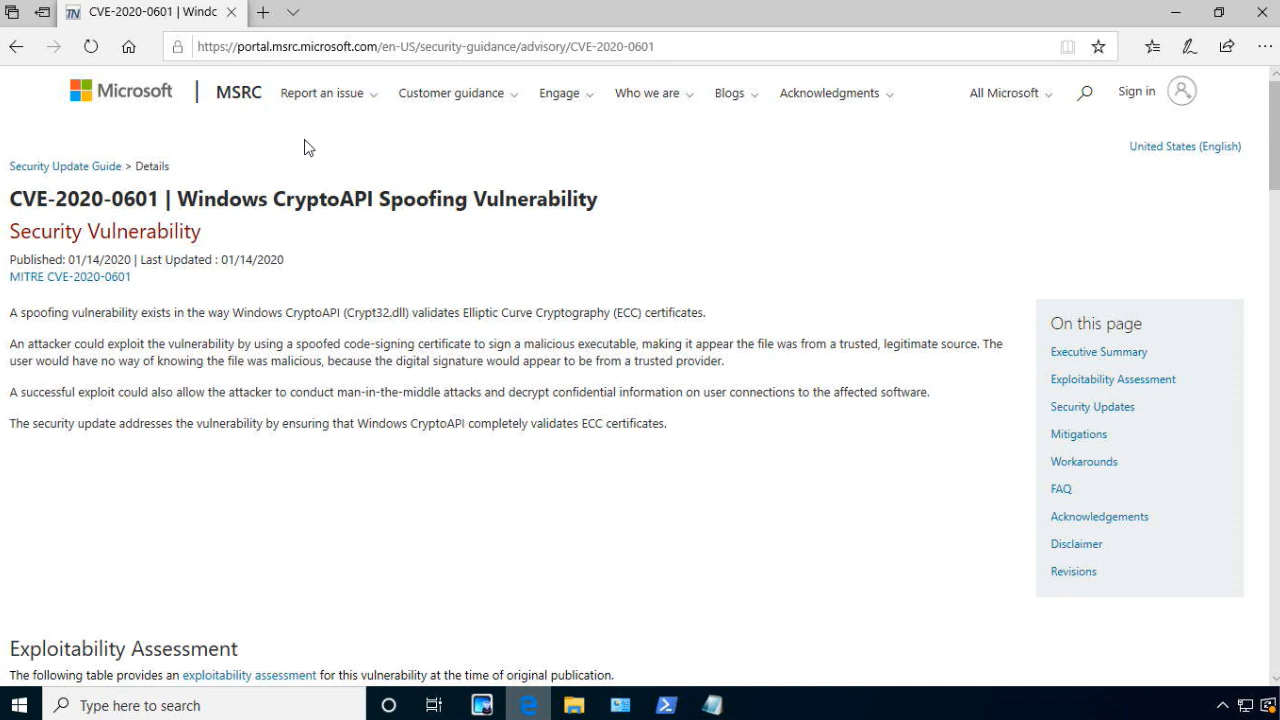 CVE-2020-0601 | Windc
https://portal.msrc.microsoft.com/en-US/security-guidance/advisory/CVE-2020-0601
Microsoft | MSRC Report an issue Customer guidance Engage Who we are Blogs Acknowledgments All Microsoft Sign in
United States (English)
Security Update Guide > Details
CVE-2020-0601 | Windows CryptoAPI Spoofing Vulnerability
Security Vulnerability
Published: 01/14/2020 | Last Updated : 01/14/2020
MITRE CVE-2020-0601
A spoofing vulnerability exists in the way Windows CryptoAPI (Crypt32.dll) validates Elliptic Curve Cryptography (ECC) certificates.
An attacker could exploit the vulnerability by using a spoofed code-signing certificate to sign a malicious executable, making it appear the file was from a trusted, legitimate source. The
user would have no way of knowing the file was malicious, because the digital signature would appear to be from a trusted provider.
A successful exploit could also allow the attacker to conduct man-in-the-middle attacks and decrypt confidential information on user connections to the affected software.
The security update addresses the vulnerability by ensuring that Windows CryptoAPI completely validates ECC certificates.
On this page
Executive Summary
Exploitability Assessment
Security Updates
Mitigations
Workarounds
FAQ
Acknowledgements
Disclaimer
Revisions
Exploitability Assessment
The following table provides an exploitability assessment for this vulnerability at the time of original publication.
Type here to search